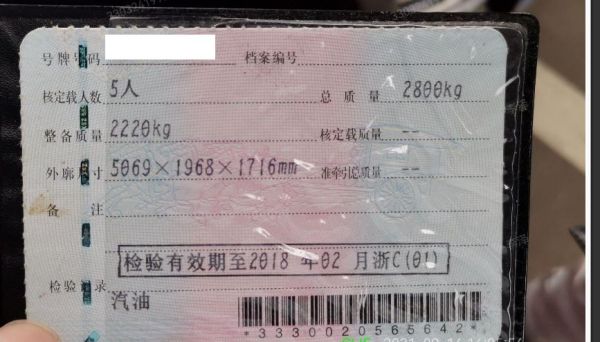 号牌号码 档案编号
核定载人数 5人 总质量 2800kg
整备质量 2220kg 核定载质量 --
外廓尺寸 5069×1968×1716mm 准牵引总质量 --
备注
检验有效期至2018 年02 月浙C(01)
检验记录
汽油
*3330020565642*